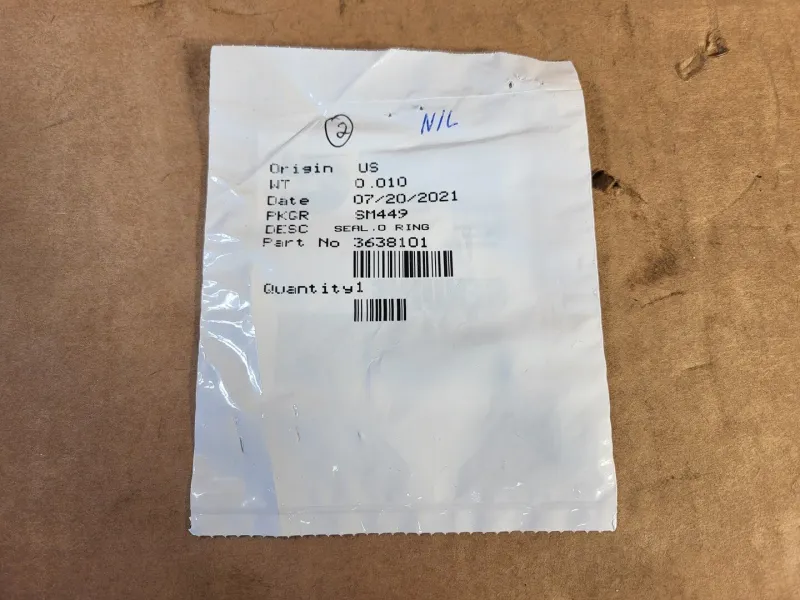 2 NIL
Origin US
WT 0.010
Date 07/20/2021
PKGR SM449
DESC SEAL.O RING
Part No 3638101
Quantity1